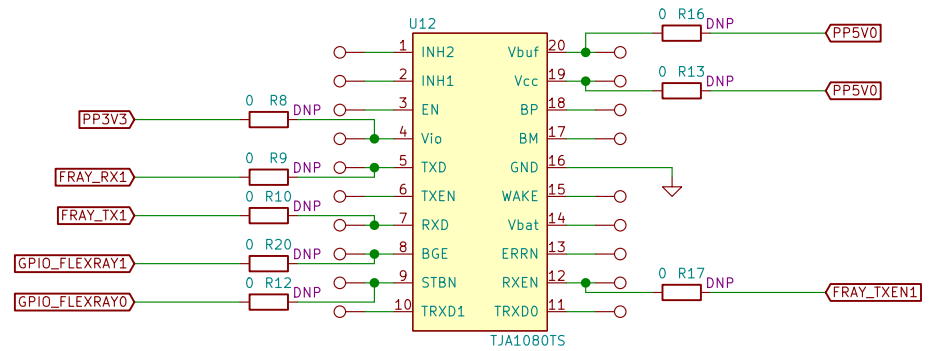 0 R16 DNP PP5V0
U12
1 INH2 Vbuf 20
2 INH1 Vcc 19
0 R13 DNP PP5V0
3 EN BP 18
PP3V3 0 R8 DNP
4 Vio BM 17
5 TXD GND 16
FRAY_RX1 0 R9 DNP
6 TXEN WAKE 15
FRAY_TX1 0 R10 DNP
7 RXD Vbat 14
8 BGE ERRN 13
GPIO_FLEXRAY1 0 R20 DNP
9 STBN RXEN 12
0 R17 DNP FRAY_TXEN1
GPIO_FLEXRAY0 0 R12 DNP
10 TRXD1 TRXD0 11
TJA1080TS